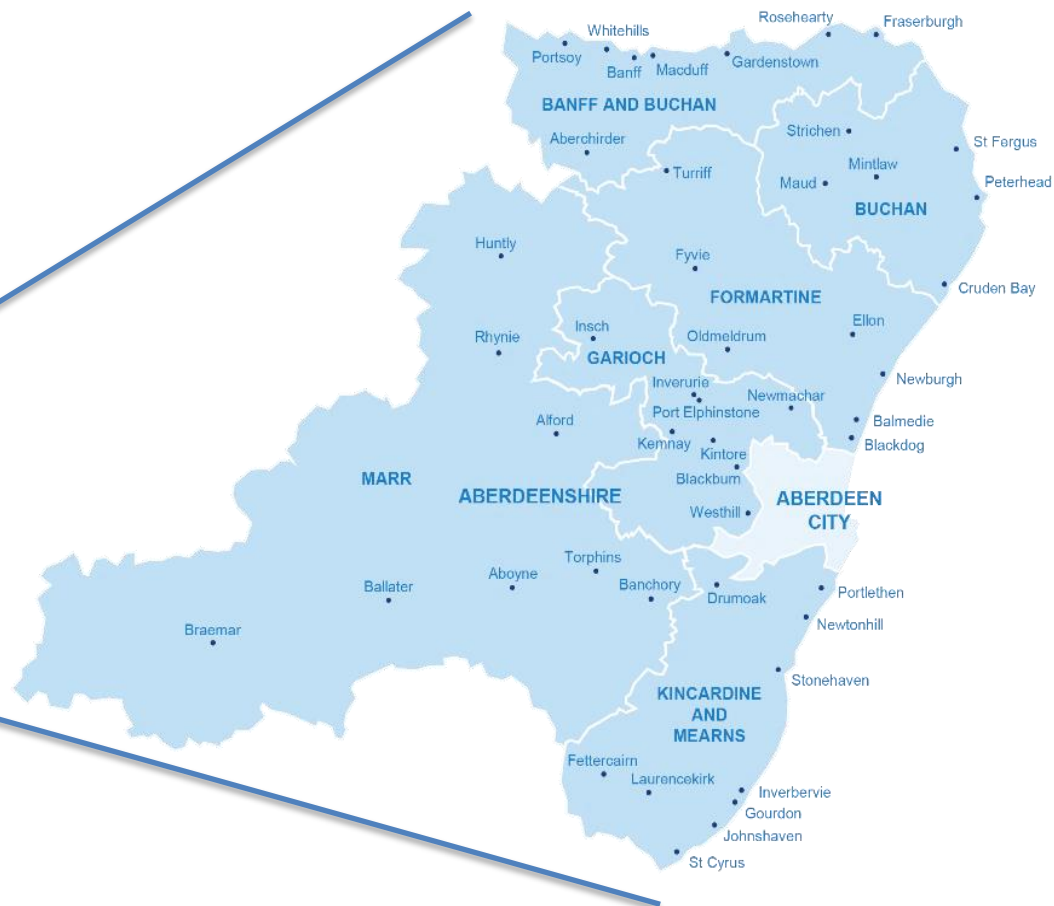 Rosehearty
Fraserburgh
Whitehills
Portsoy
Banff
Macduff
Gardenstown
BANFF AND BUCHAN
Strichen
Aberchirder
St Fergus
Mintlaw
Turriff
Maud
Peterhead
BUCHAN
Huntly
Fyvie
Cruden Bay
FORMARTINE
Ellon
Insch
Rhynie
Oldmeldrum
GARIOCH
Newburgh
Inverurie
Newmachar
Port Elphinstone
Alford
Balmedie
Kemnay
Blackdog
Kintore
MARR
Blackburn
ABERDEENSHIRE
ABERDEEN
CITY
Westhill
Torphins
Aboyne
Ballater
Banchory
Drumoak
Portlethen
Newtonhill
Braemar
Stonehaven
KINCARDINE
AND
MEARNS
Fettercairn
Laurencekirk
Inverbervie
Gourdon
Johnshaven
St Cyrus